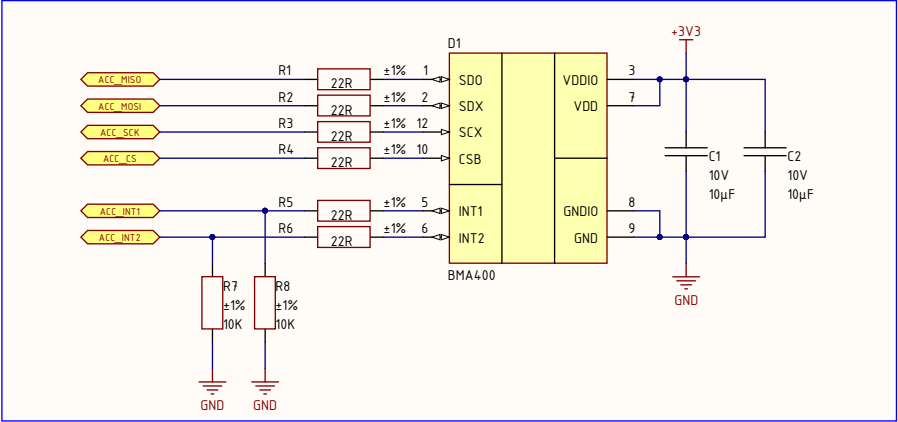 +3V3
D1
ACC_MISO R1 22R ±1% 1 SDO VDDIO 3
ACC_MOSI R2 22R ±1% 2 SDX VDD 7
ACC_SCK R3 22R ±1% 12 SCX
ACC_CS R4 22R ±1% 10 CSB
C1 10V 10µF
C2 10V 10µF
ACC_INT1 R5 22R ±1% 5 INT1 GNDIO 8
ACC_INT2 R6 22R ±1% 6 INT2 GND 9
BMA400
GND
R7 ±1% 10K
R8 ±1% 10K
GND
GND